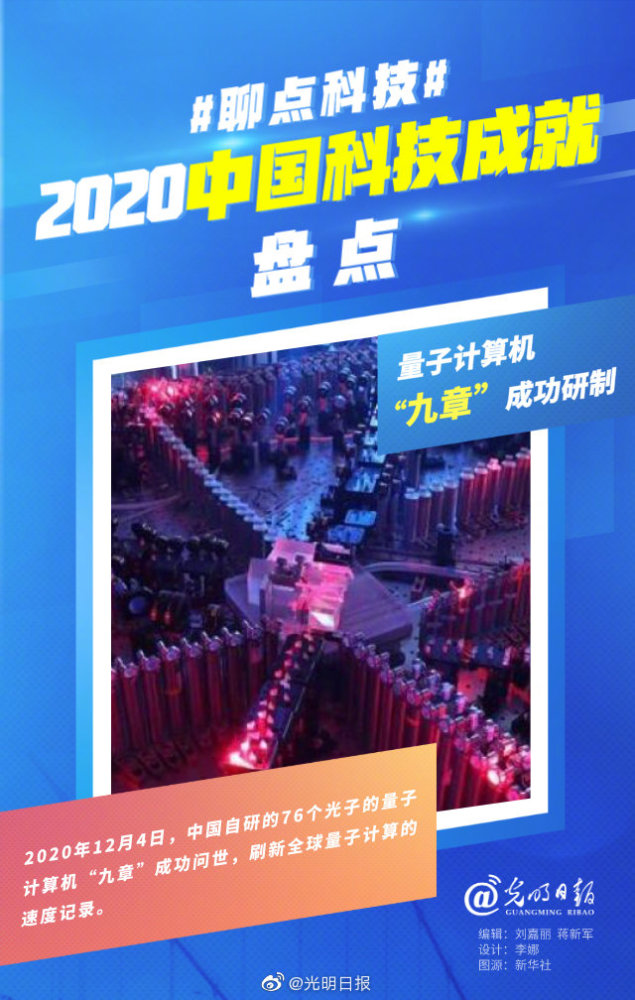 #聊点科技#
2020中国科技成就
盘点
量子计算机
“九章”成功研制
2020年12月4日，中国自研的76个光子的量子
计算机“九章”成功问世，刷新全球量子计算的
速度记录。
光明日报
GUANGMING RIBAO
编辑：刘嘉丽 蒋新军
设计：李娜
图源：新华社
@光明日报